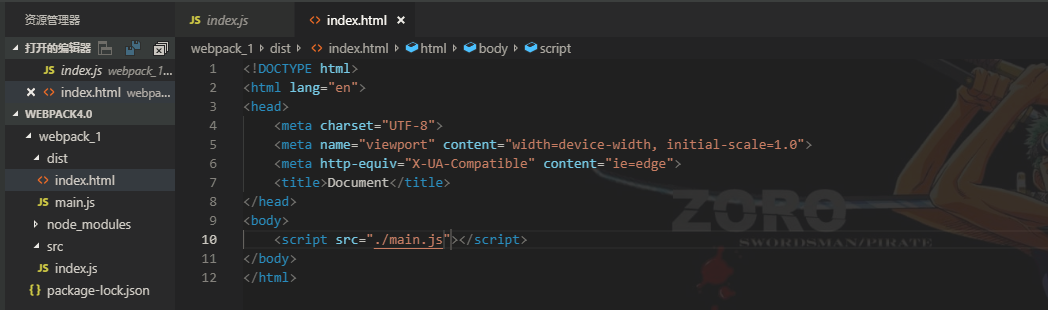 资源管理器
打开的编辑器
JS index.js webpack_1...
<> index.html webpa...
WEBPACK4.0
webpack_1
dist
<> index.html
JS main.js
node_modules
src
JS index.js
{} package-lock.json
JS index.js
<> index.html ×
webpack_1 › dist › <> index.html › html › body › script
1 <!DOCTYPE html>
2 <html lang="en">
3 <head>
4     <meta charset="UTF-8">
5     <meta name="viewport" content="width=device-width, initial-scale=1.0">
6     <meta http-equiv="X-UA-Compatible" content="ie=edge">
7     <title>Document</title>
8 </head>
9 <body>
10     <script src="./main.js"></script>
11 </body>
12 </html>
ZORO
SWORDSMAN/PIRATE